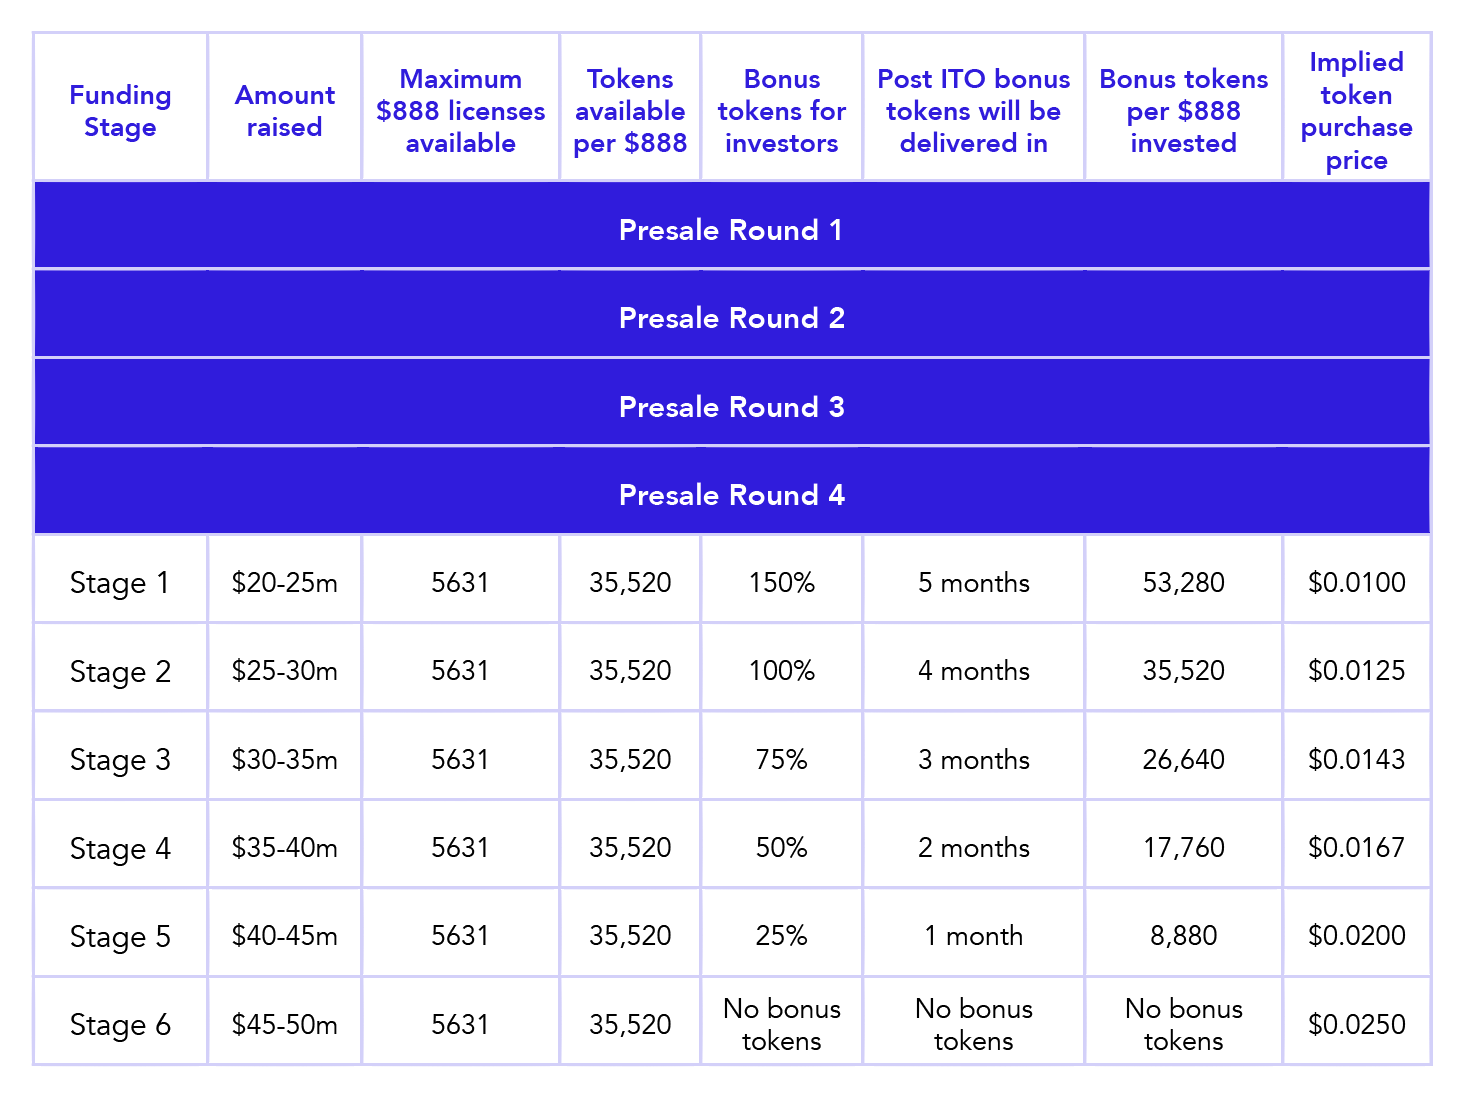 Funding
Stage
Amount
raised
Maximum
$888 licenses
available
Tokens
available
per $888
Bonus
tokens for
investors
Post ITO bonus
tokens will be
delivered in
Bonus tokens
per $888
invested
Implied
token
purchase
price
Presale Round 1
Presale Round 2
Presale Round 3
Presale Round 4
Stage 1 $20-25m 5631 35,520 150% 5 months 53,280 $0.0100
Stage 2 $25-30m 5631 35,520 100% 4 months 35,520 $0.0125
Stage 3 $30-35m 5631 35,520 75% 3 months 26,640 $0.0143
Stage 4 $35-40m 5631 35,520 50% 2 months 17,760 $0.0167
Stage 5 $40-45m 5631 35,520 25% 1 month 8,880 $0.0200
Stage 6 $45-50m 5631 35,520 No bonus
tokens
No bonus
tokens
No bonus
tokens
$0.0250